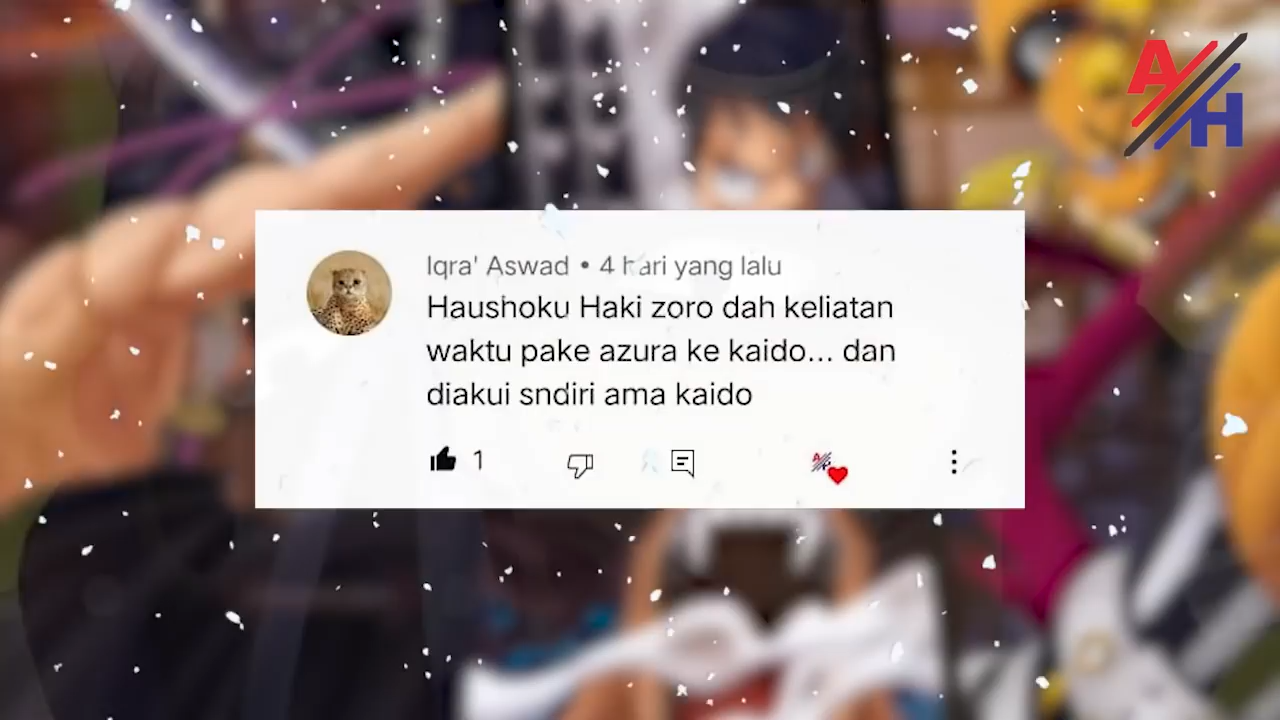 A/H
Iqra' Aswad • 4 hari yang lalu
Haushoku Haki zoro dah keliatan
waktu pake azura ke kaido... dan
diakui sndiri ama kaido
1